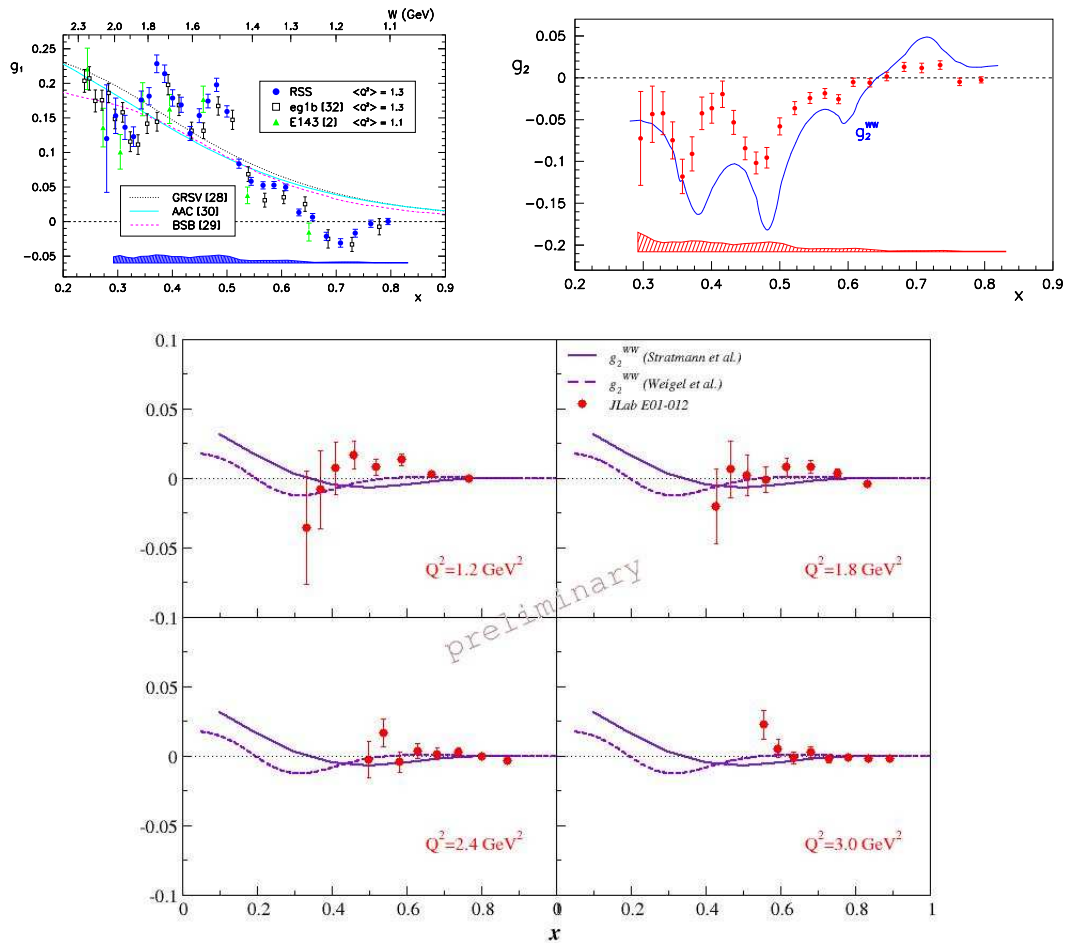 W (GeV)
2.3 2.0 1.8 1.6 1.4 1.3 1.2 1.1
g₁
0.25
0.2
0.15
0.1
0.05
0
−0.05
RSS <Q²> = 1.3
eg1b [32] <Q²> = 1.3
E143 [2] <Q²> = 1.1
GRSV [28]
AAC [30]
BSB [29]
0.2 0.3 0.4 0.5 0.6 0.7 0.8 0.9
x
g₂
0.05
0
−0.05
−0.1
−0.15
−0.2
g₂ᵂᵂ
0.2 0.3 0.4 0.5 0.6 0.7 0.8 0.9
x
0.1
0.05
0
-0.05
-0.1
g₂ᵂᵂ (Stratmann et al.)
g₂ᵂᵂ (Weigel et al.)
JLab E01-012
Q²=1.2 GeV²
Q²=1.8 GeV²
preliminary
0.05
0
-0.05
-0.1
Q²=2.4 GeV²
Q²=3.0 GeV²
0 0.2 0.4 0.6 0.8 0 0.2 0.4 0.6 0.8 1
x